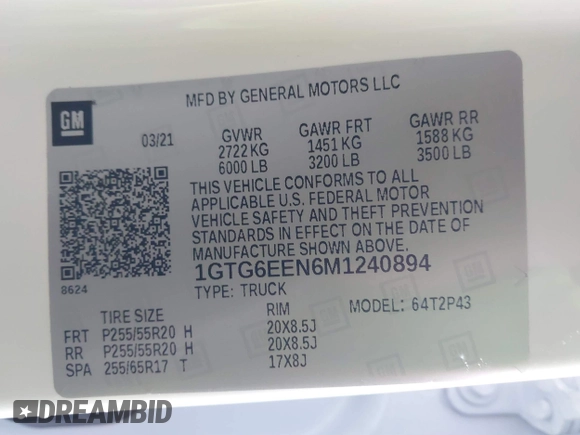 MFD BY GENERAL MOTORS LLC
GM
03/21
GVWR GAWR FRT GAWR RR
2722 KG 1451 KG 1588 KG
6000 LB 3200 LB 3500 LB
THIS VEHICLE CONFORMS TO ALL
APPLICABLE U.S. FEDERAL MOTOR
VEHICLE SAFETY AND THEFT PREVENTION
STANDARDS IN EFFECT ON THE DATE OF
MANUFACTURE SHOWN ABOVE.
1GTG6EEN6M1240894
8624
TYPE: TRUCK
TIRE SIZE RIM MODEL: 64T2P43
FRT P255/55R20 H 20X8.5J
RR P255/55R20 H 20X8.5J
SPA 255/65R17 T 17X8J
DREAMBID